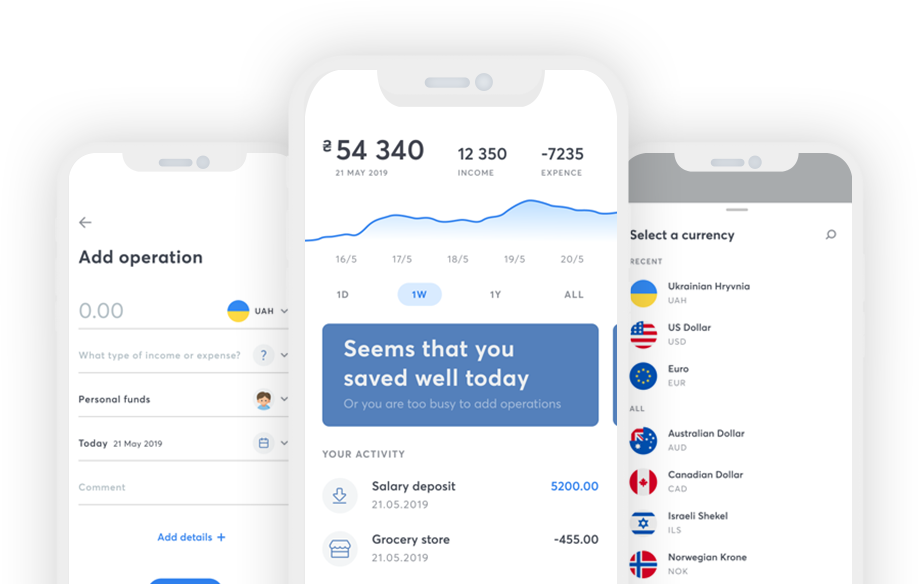 Add operation
0.00
UAH
What type of income or expense?
?
Personal funds
Today 21 May 2019
Comment
Add details +
₴ 54 340
21 MAY 2019
12 350
INCOME
-7235
EXPENCE
16/5 17/5 18/5 19/5 20/5
1D 1W 1Y ALL
Seems that you
saved well today
Or you are too busy to add operations
YOUR ACTIVITY
Salary deposit
5200.00
21.05.2019
Grocery store
-455.00
21.05.2019
Select a currency
RECENT
Ukrainian Hryvnia
UAH
US Dollar
USD
Euro
EUR
ALL
Australian Dollar
AUD
Canadian Dollar
CAD
Israeli Shekel
ILS
Norwegian Krone
NOK